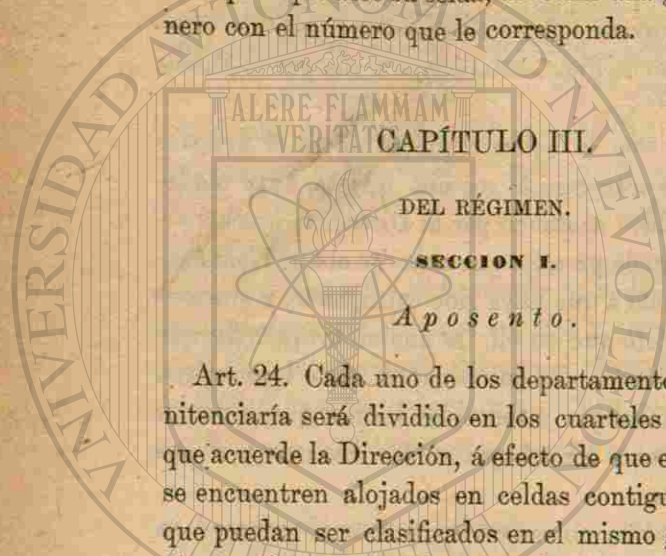 nero con el número que le corresponda.
ALERE FLAMMAM
VERITAT
CAPÍTULO III.
DEL RÉGIMEN.
SECCION I.
Aposento.
Art. 24. Cada uno de los departamento
nitenciaría será dividido en los cuarteles
que acuerde la Dirección, á efecto de que e
se encuentren alojados en celdas contigu
que puedan ser clasificados en el mismo